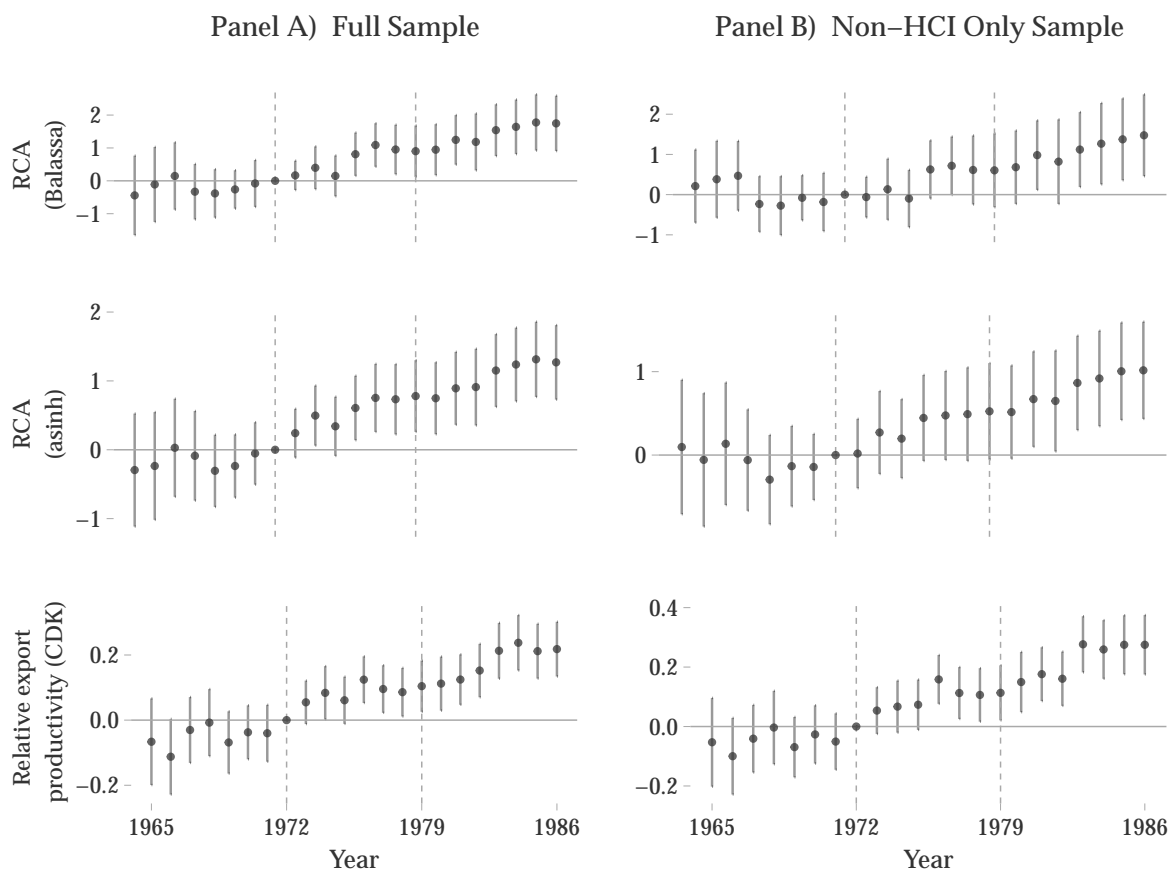 Panel A) Full Sample
Panel B) Non−HCI Only Sample
RCA
(Balassa)
2
1
0
−1
2
1
0
−1
RCA
(asinh)
2
1
0
−1
1
0
Relative export
productivity (CDK)
0.2
0.0
−0.2
0.4
0.2
0.0
−0.2
1965 1972 1979 1986
1965 1972 1979 1986
Year
Year